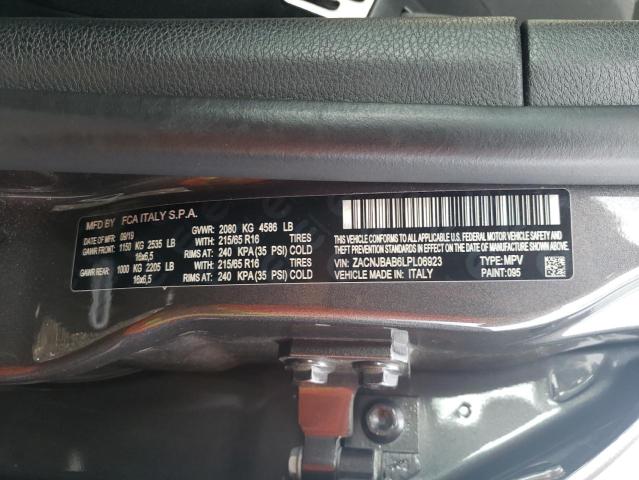 MFD BY FCA ITALY S.P.A.
DATE OF MFR 09/19 GVWR: 2080 KG 4586 LB
GAWR FRONT: 1150 KG 2535 LB WITH: 215/65 R16 TIRES
16x6,5 RIMS AT: 240 KPA(35 PSI) COLD
GAWR REAR: 1000 KG 2205 LB WITH: 215/65 R16 TIRES
16x6,5 RIMS AT: 240 KPA(35 PSI) COLD
THIS VEHICLE CONFORMS TO ALL APPLICABLE U.S. FEDERAL MOTOR VEHICLE SAFETY AND
THEFT PREVENTION STANDARDS IN EFFECT ON THE DATE OF MANUFACTURE SHOWN ABOVE.
VIN: ZACNJBAB6LPL06923 TYPE: MPV
VEHICLE MADE IN: ITALY PAINT: 095